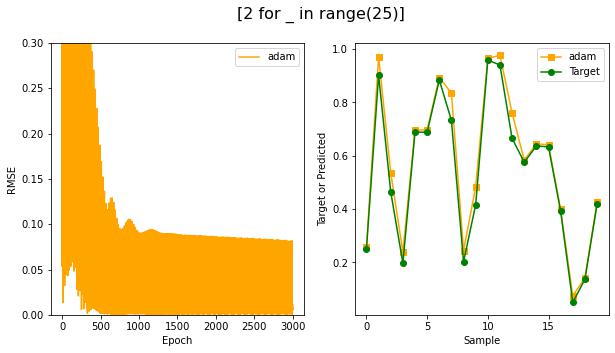 [2 for _ in range(25)]
0.30
0.25
0.20
0.15
0.10
0.05
0.00
RMSE
0 500 1000 1500 2000 2500 3000
Epoch
adam
1.0
0.8
0.6
0.4
0.2
Target or Predicted
0 5 10 15
Sample
adam
Target